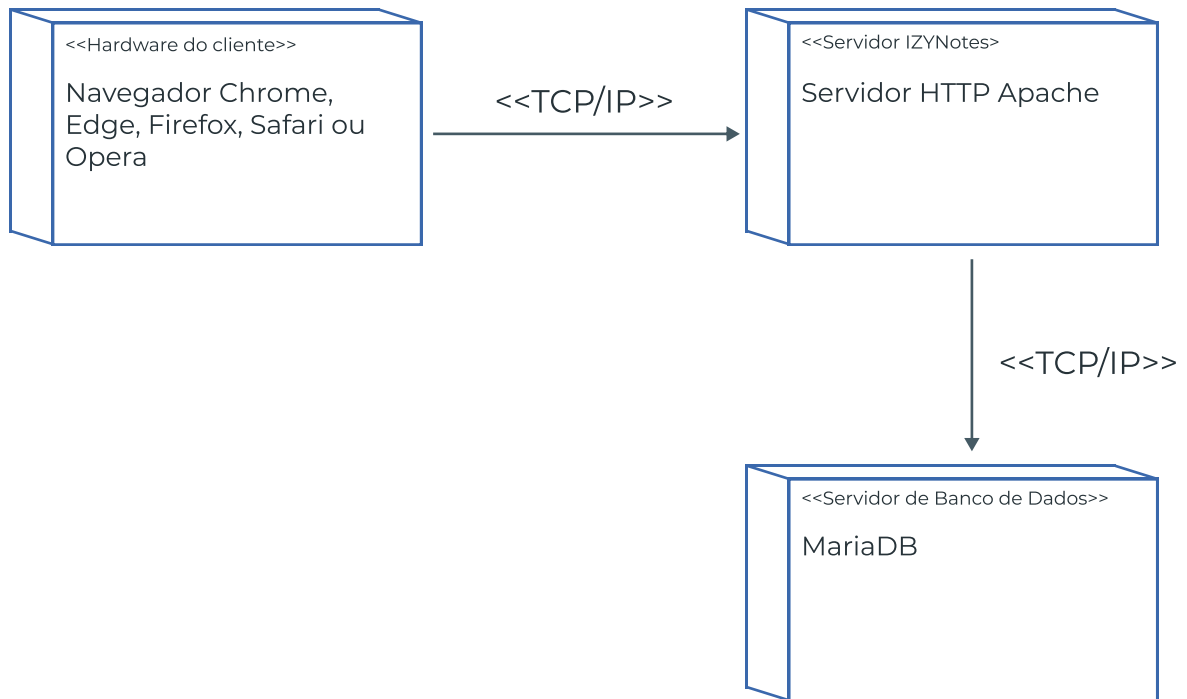 <<Hardware do cliente>>
Navegador Chrome,
Edge, Firefox, Safari ou
Opera
<<TCP/IP>>
<<Servidor IZYNotes>
Servidor HTTP Apache
<<TCP/IP>>
<<Servidor de Banco de Dados>>
MariaDB